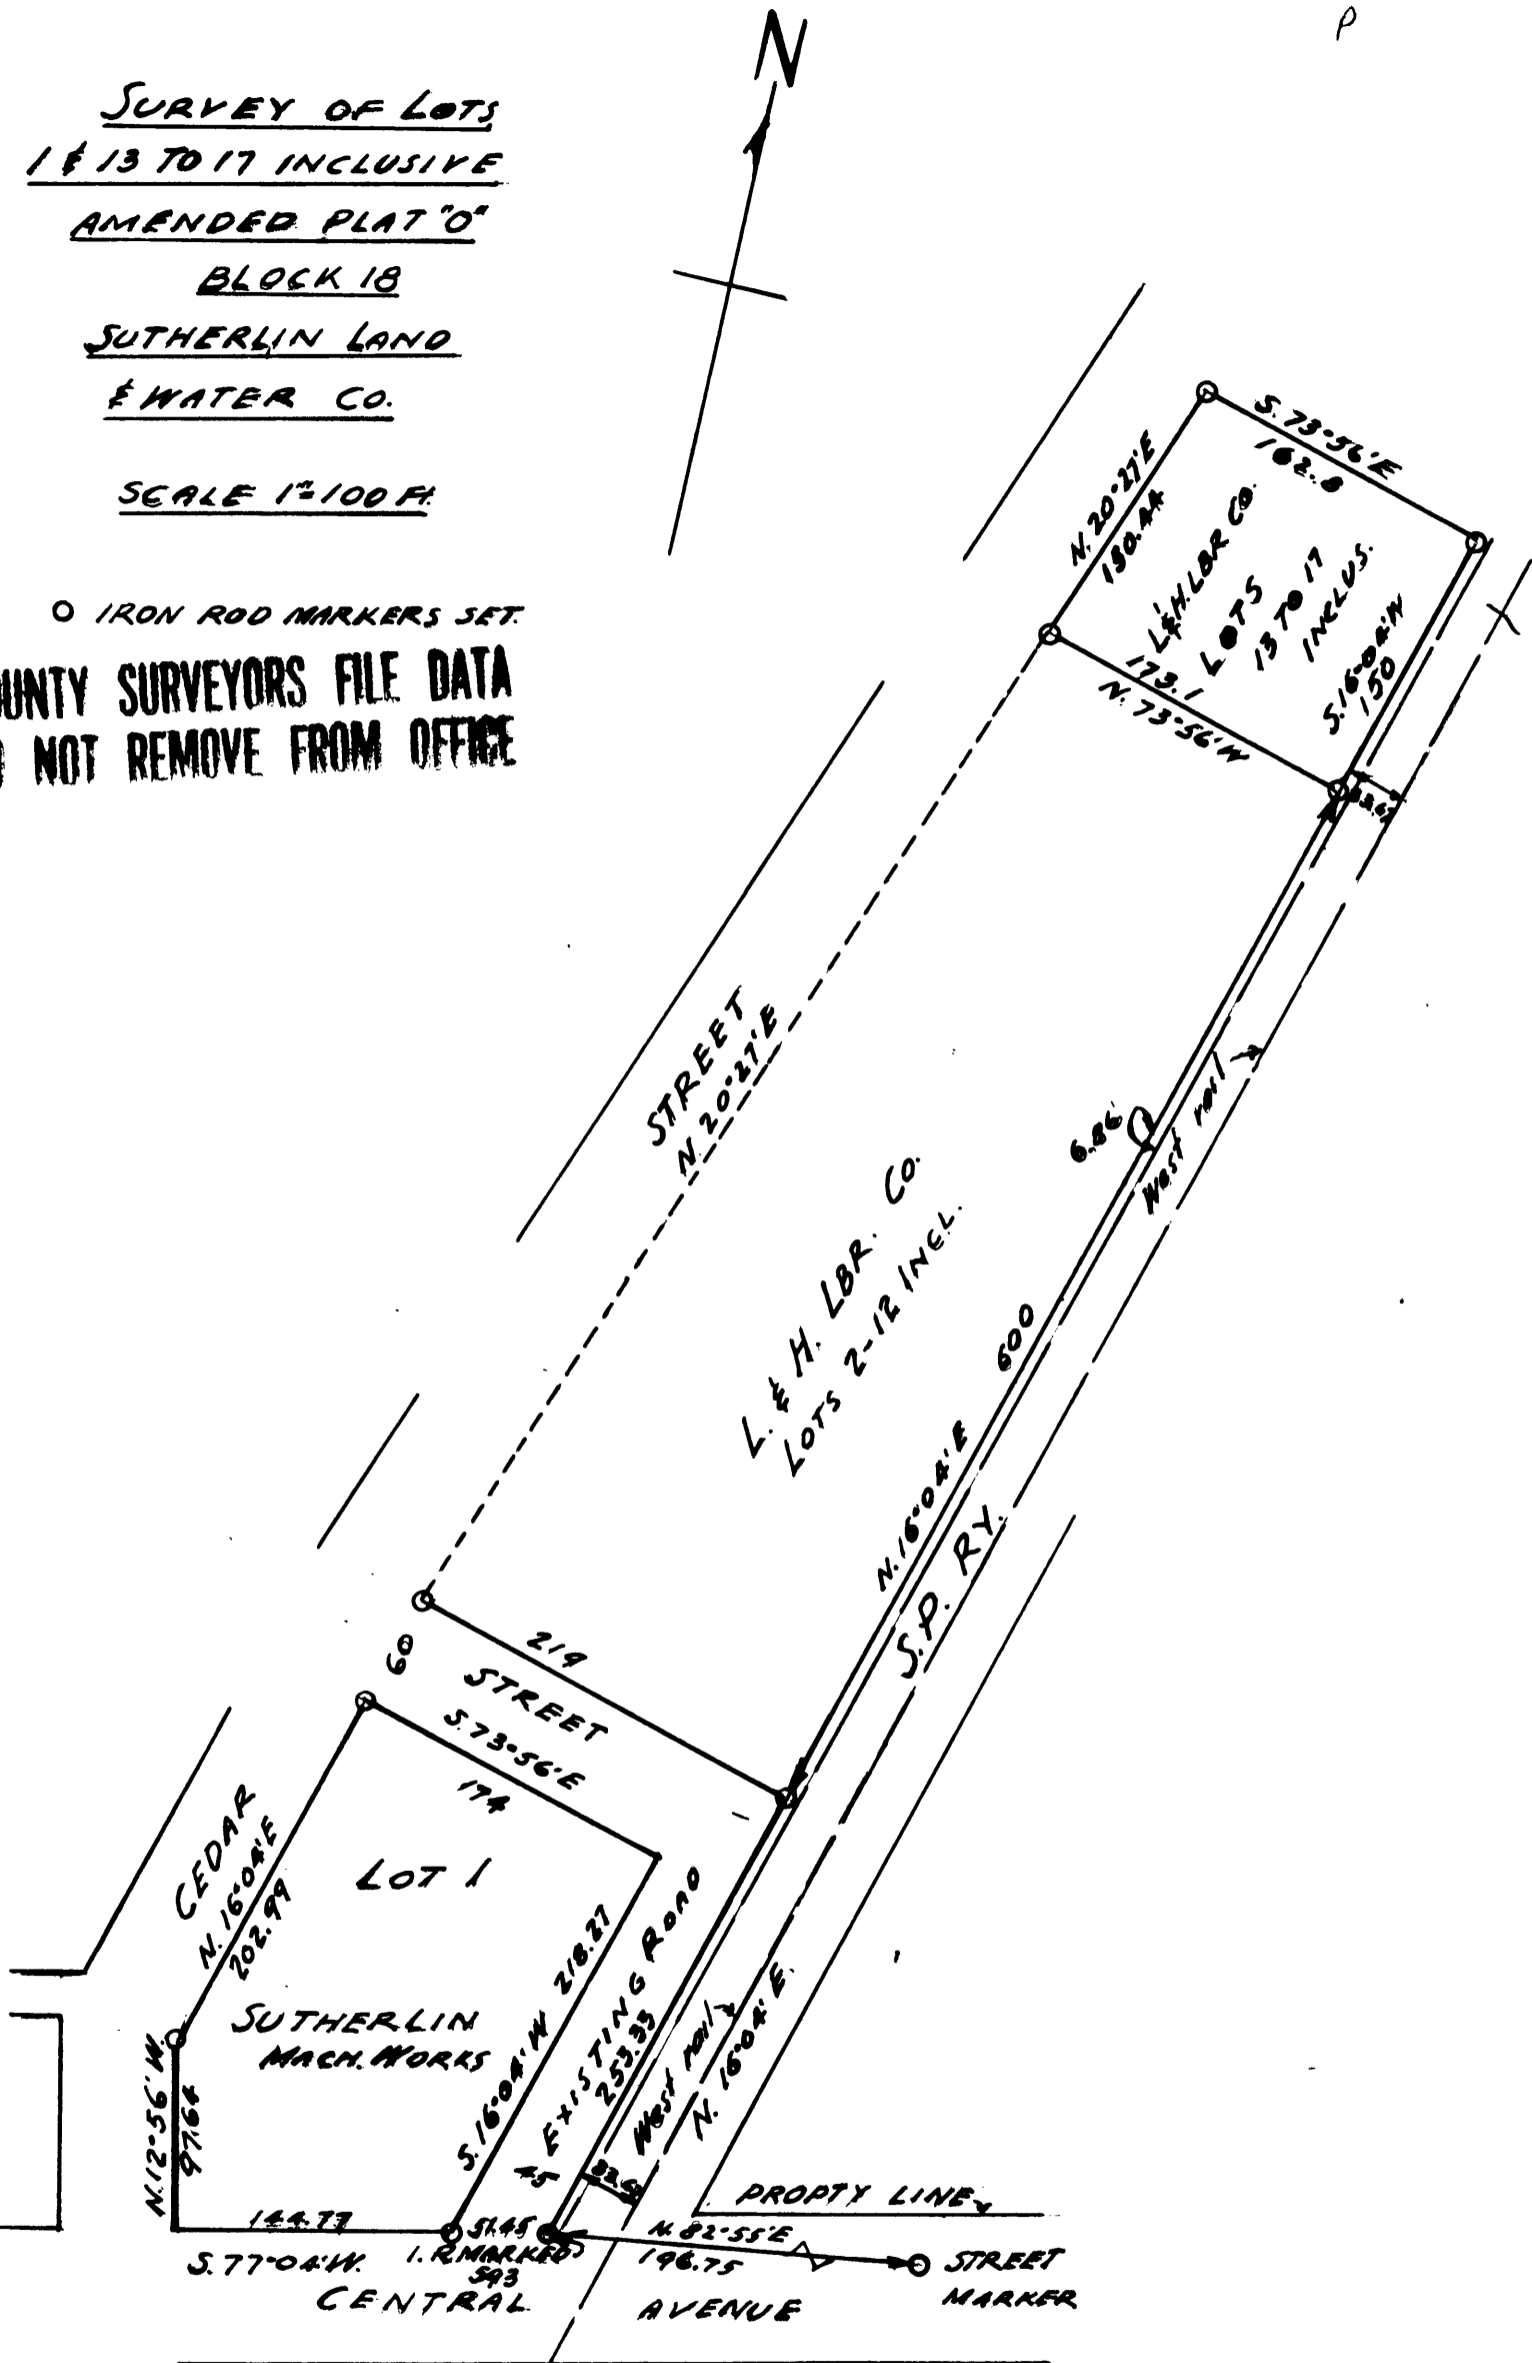 N
SURVEY OF LOTS
1 & 13 TO 17 INCLUSIVE
AMENDED PLAT "O"
BLOCK 18
SUTHERLIN LAND
& WATER CO.
SCALE 1"=100 Ft.
O IRON ROD MARKERS SET.
UNTY SURVEYORS FILE DATA
NOT REMOVE FROM OFFICE
S. 73°56'E
162.8
N. 20°27'E
150.44
L.&H. LBR CO.
LOTS
13 TO 17
INCLUS.
S. 16°04'W
150
173.1
N. 73°56'W
STREET
N. 20°27'E
6.86'
West rail
L. & H. LBR. CO.
LOTS 2-12 INCL.
600
N. 16°04'E
S.P. RY.
60
219
STREET
S. 73°56'E
174
CEDAR
N. 16°04'E
202.99
LOT 1
SUTHERLIN
MACH. WORKS
S. 16°04'W 218.27
EXISTING ROAD
253.33
45
West rail
N. 16°04'E.
N. 12°56'W.
97.64
144.77
S. 77°04'W.
51.45
I. R. MARKED
593
PROPTY LINE
N. 82°55'E
196.75
STREET
MARKER
CENTRAL AVENUE